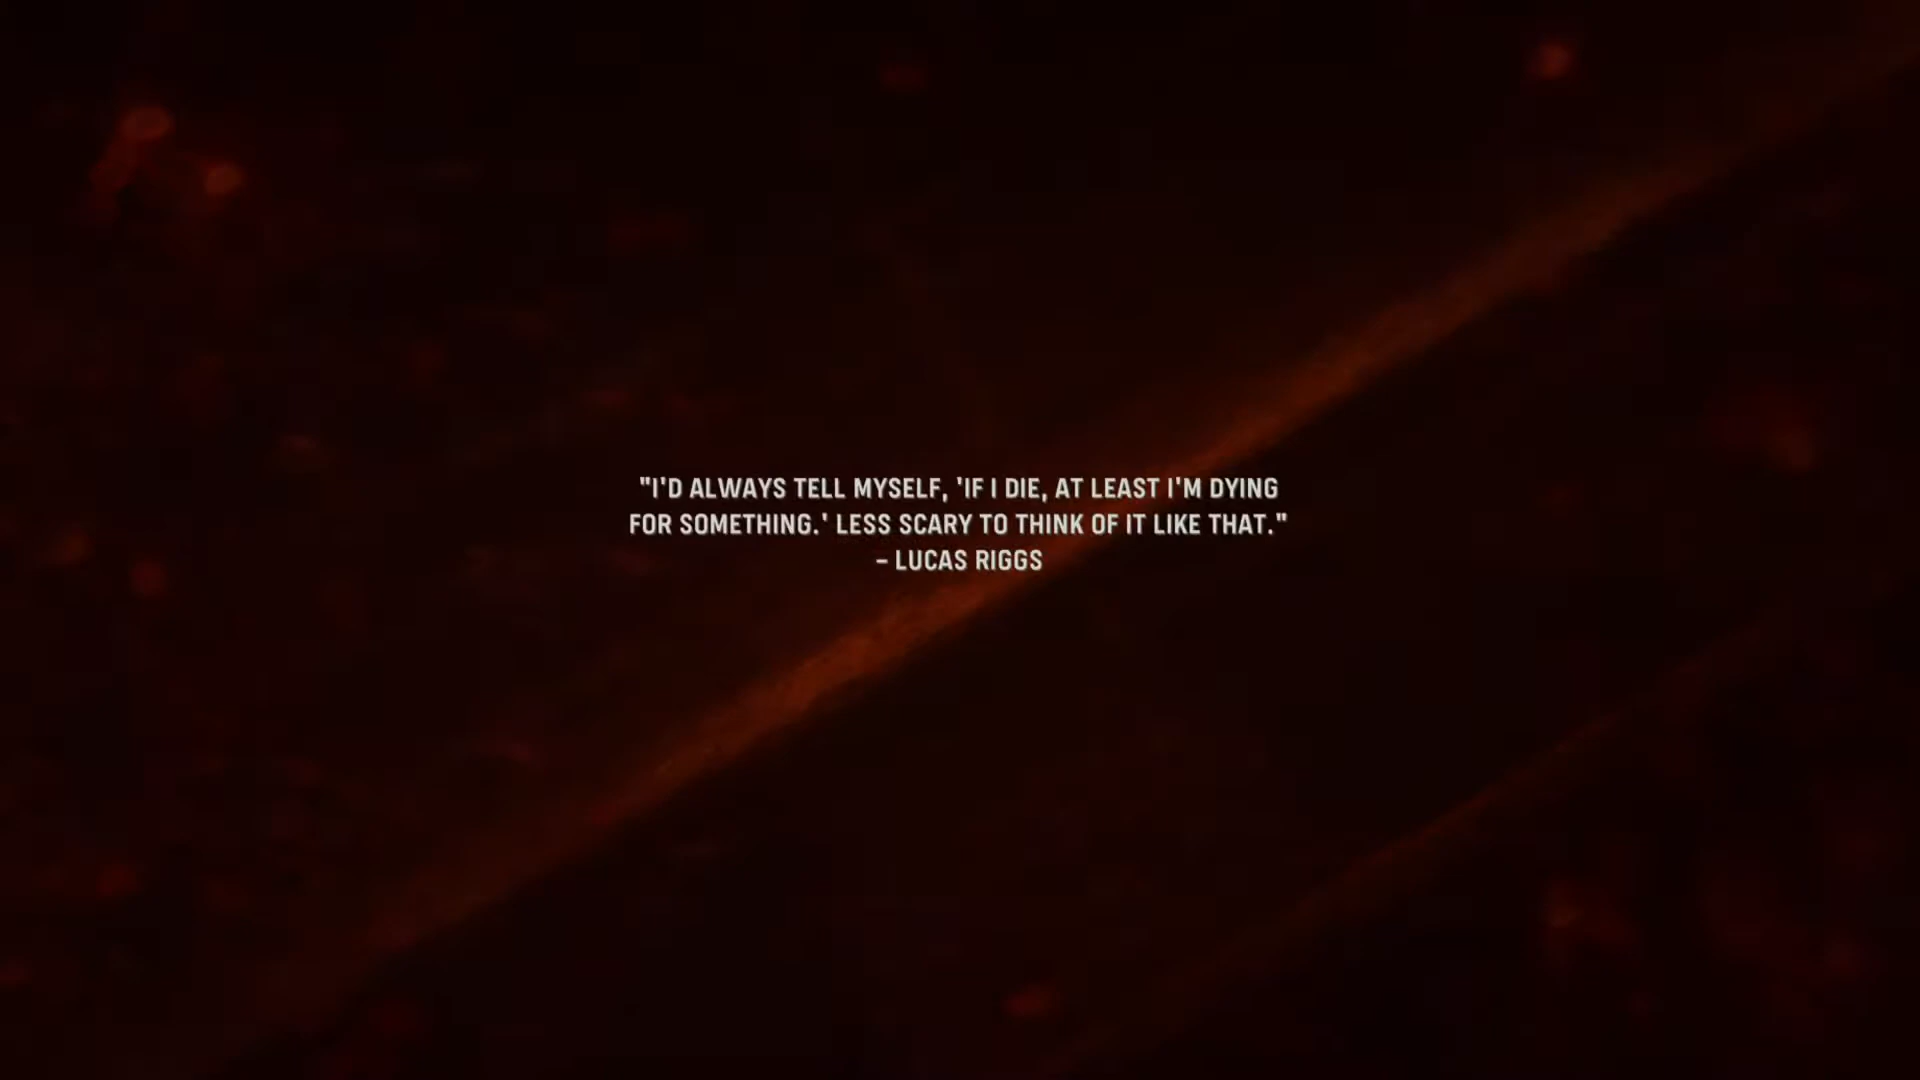 "I'D ALWAYS TELL MYSELF, 'IF I DIE, AT LEAST I'M DYING
FOR SOMETHING.' LESS SCARY TO THINK OF IT LIKE THAT."
– LUCAS RIGGS